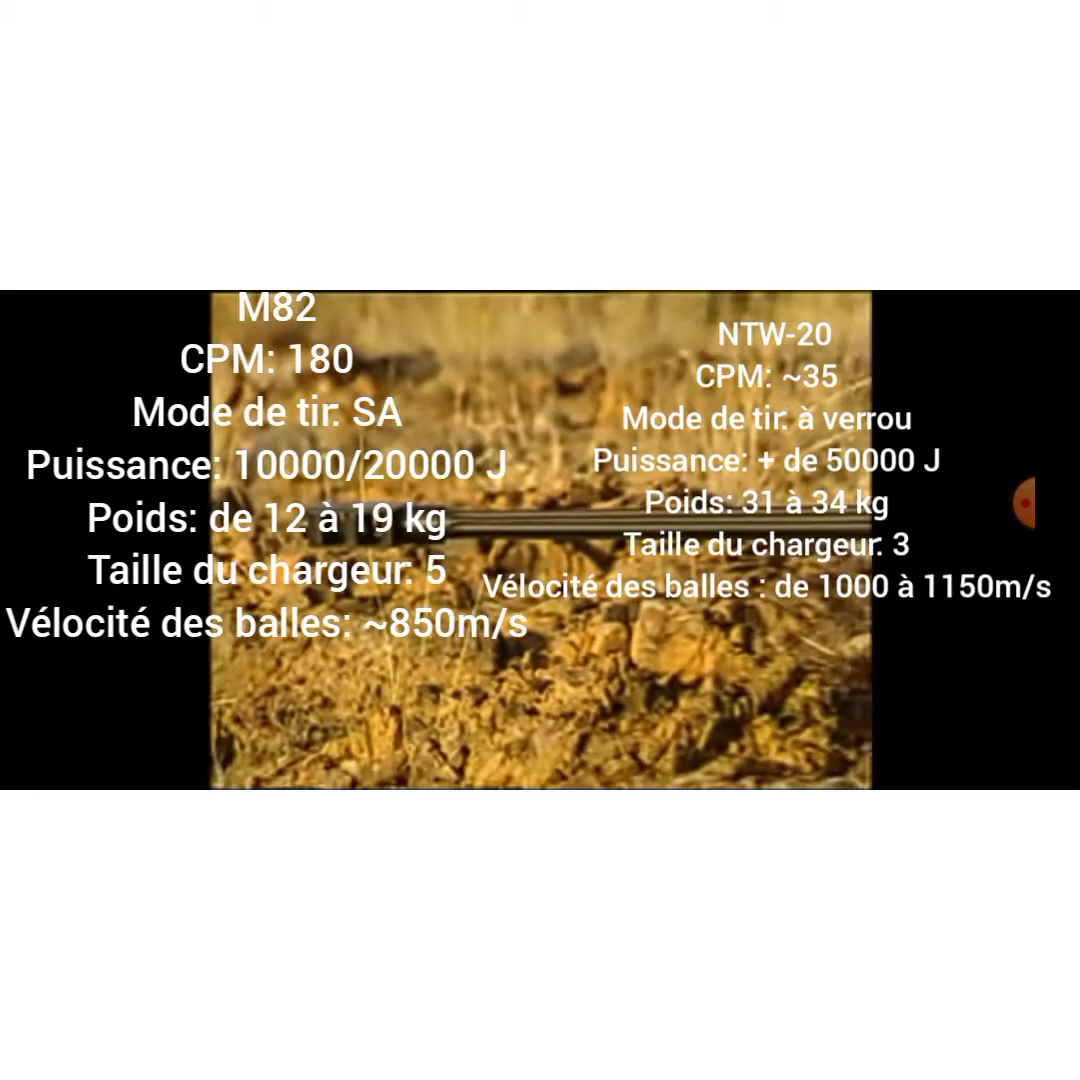 M82
CPM: 180
Mode de tir: SA
Puissance: 10000/20000 J
Poids: de 12 à 19 kg
Taille du chargeur: 5
Vélocité des balles: ~850m/s
NTW-20
CPM: ~35
Mode de tir: à verrou
Puissance: + de 50000 J
Poids: 31 à 34 kg
Taille du chargeur: 3
Vélocité des balles : de 1000 à 1150m/s